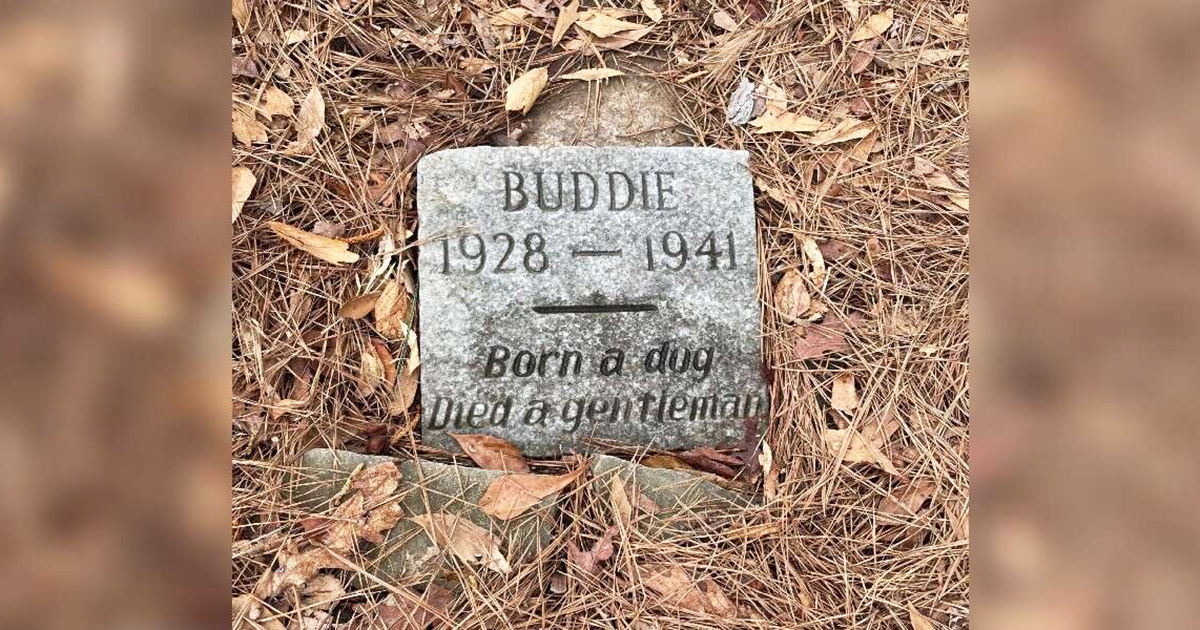 BUDDIE
1928 — 1941
Born a dog
Died a gentleman